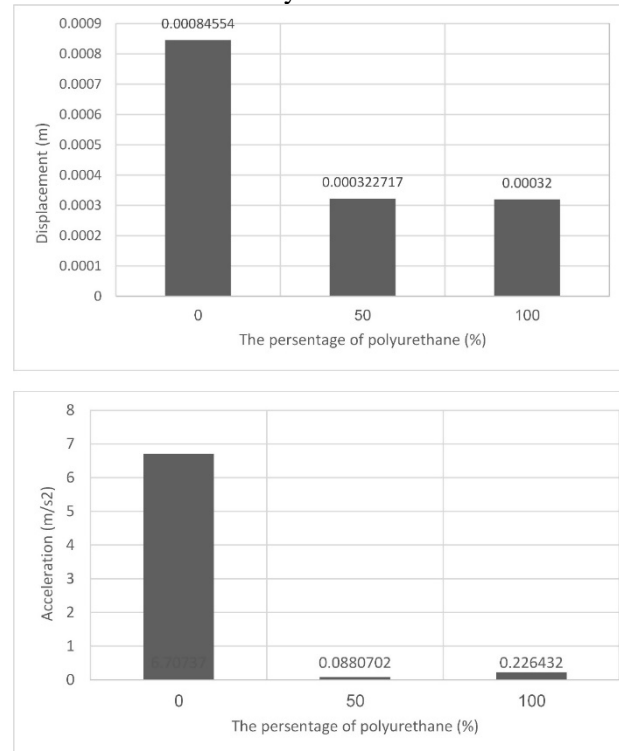 y
0.0009
0.00084554
0.0008
0.0007
0.0006
0.0005
0.0004
0.000322717
0.00032
0.0003
0.0002
0.0001
0
Displacement (m)
0 50 100
The persentage of polyurethane (%)
8
7
6
5
4
3
2
1
0
Acceleration (m/s2)
6.70737 0.0880702 0.226432
0 50 100
The persentage of polyurethane (%)